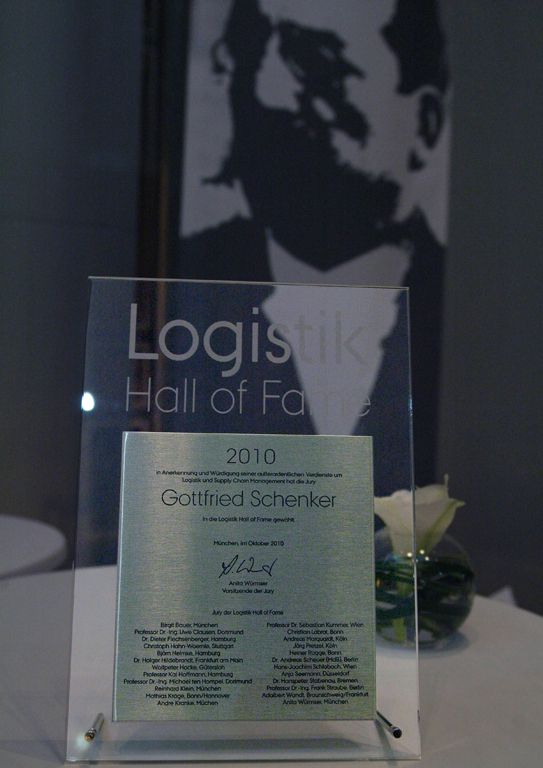 Logistik
Hall of Fame
2010
in Anerkennung und Würdigung seiner außerordentlichen Verdienste um
Logistik und Supply Chain Management hat die Jury
Gottfried Schenker
in die Logistik Hall of Fame gewählt.
München, im Oktober 2010
Anita Würmser
Vorsitzende der Jury
Jury der Logistik Hall of Fame
Birgit Bauer, München
Professor Dr.-Ing. Uwe Clausen, Dortmund
Dr. Dieter Flechsenberger, Hamburg
Christoph Hahn-Woernle, Stuttgart
Björn Helmke, Hamburg
Dr. Holger Hildebrandt, Frankfurt am Main
Wolfpeter Hocke, Gütersloh
Professor Kai Hoffmann, Hamburg
Professor Dr.-Ing. Michael ten Hompel, Dortmund
Reinhard Klein, München
Mathias Krage, Bonn/Hannover
Andre Kranke, München
Professor Dr. Sebastian Kummer, Wien
Christian Labrot, Bonn
Andreas Marquardt, Köln
Jörg Pretzel, Köln
Heiner Rogge, Bonn
Dr. Andreas Scheuer (MdB), Berlin
Hans-Joachim Schlobach, Wien
Anja Seemann, Düsseldorf
Dr. Hanspeter Stabenau, Bremen
Professor Dr.-Ing. Frank Straube, Berlin
Adalbert Wandt, Braunschweig/Frankfurt
Anita Würmser, München